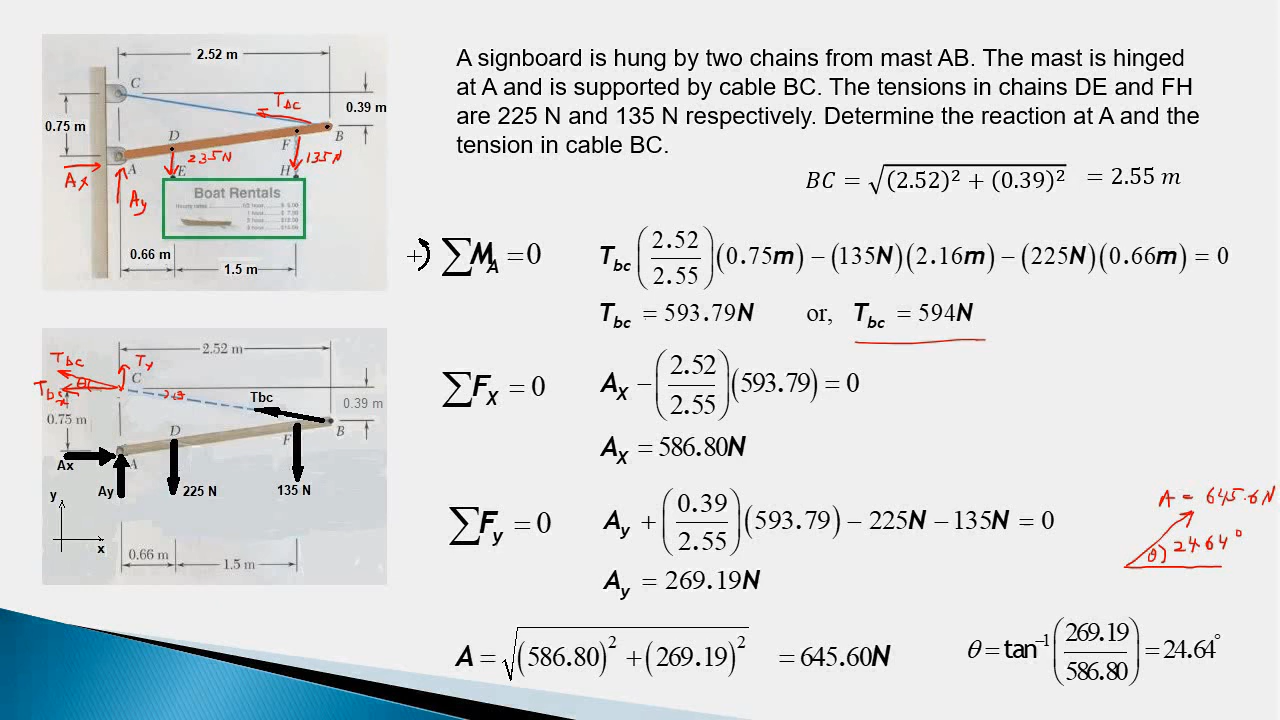 2.52 m
C
T_BC
0.39 m
0.75 m
D
B
F
235N
135N
A
E
H
Ax
Ay
Boat Rentals
0.66 m
1.5 m
A signboard is hung by two chains from mast AB. The mast is hinged
at A and is supported by cable BC. The tensions in chains DE and FH
are 225 N and 135 N respectively. Determine the reaction at A and the
tension in cable BC.
BC = √((2.52)² + (0.39)²) = 2.55 m
+) ∑M_A = 0 T_bc (2.52/2.55)(0.75m) − (135N)(2.16m) − (225N)(0.66m) = 0
T_bc = 593.79N or, T_bc = 594N
∑F_X = 0 A_X − (2.52/2.55)(593.79) = 0
A_X = 586.80N
∑F_y = 0 A_y + (0.39/2.55)(593.79) − 225N − 135N = 0
A_y = 269.19N
A = √((586.80)² + (269.19)²) = 645.60N
θ = tan⁻¹(269.19/586.80) = 24.64°
A = 645.6N
θ) 24.64°
2.52 m
T_BC
Ty
C
T_BCx
θ
θ
Tbc
0.39 m
0.75 m
D
F
B
Ax
A
Ay
225 N
135 N
y
x
0.66 m
1.5 m